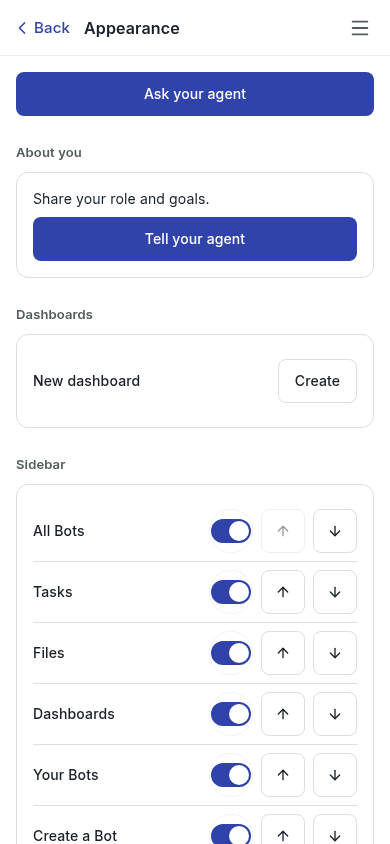 Back Appearance
Ask your agent
About you
Share your role and goals.
Tell your agent
Dashboards
New dashboard Create
Sidebar
All Bots
Tasks
Files
Dashboards
Your Bots
Create a Bot